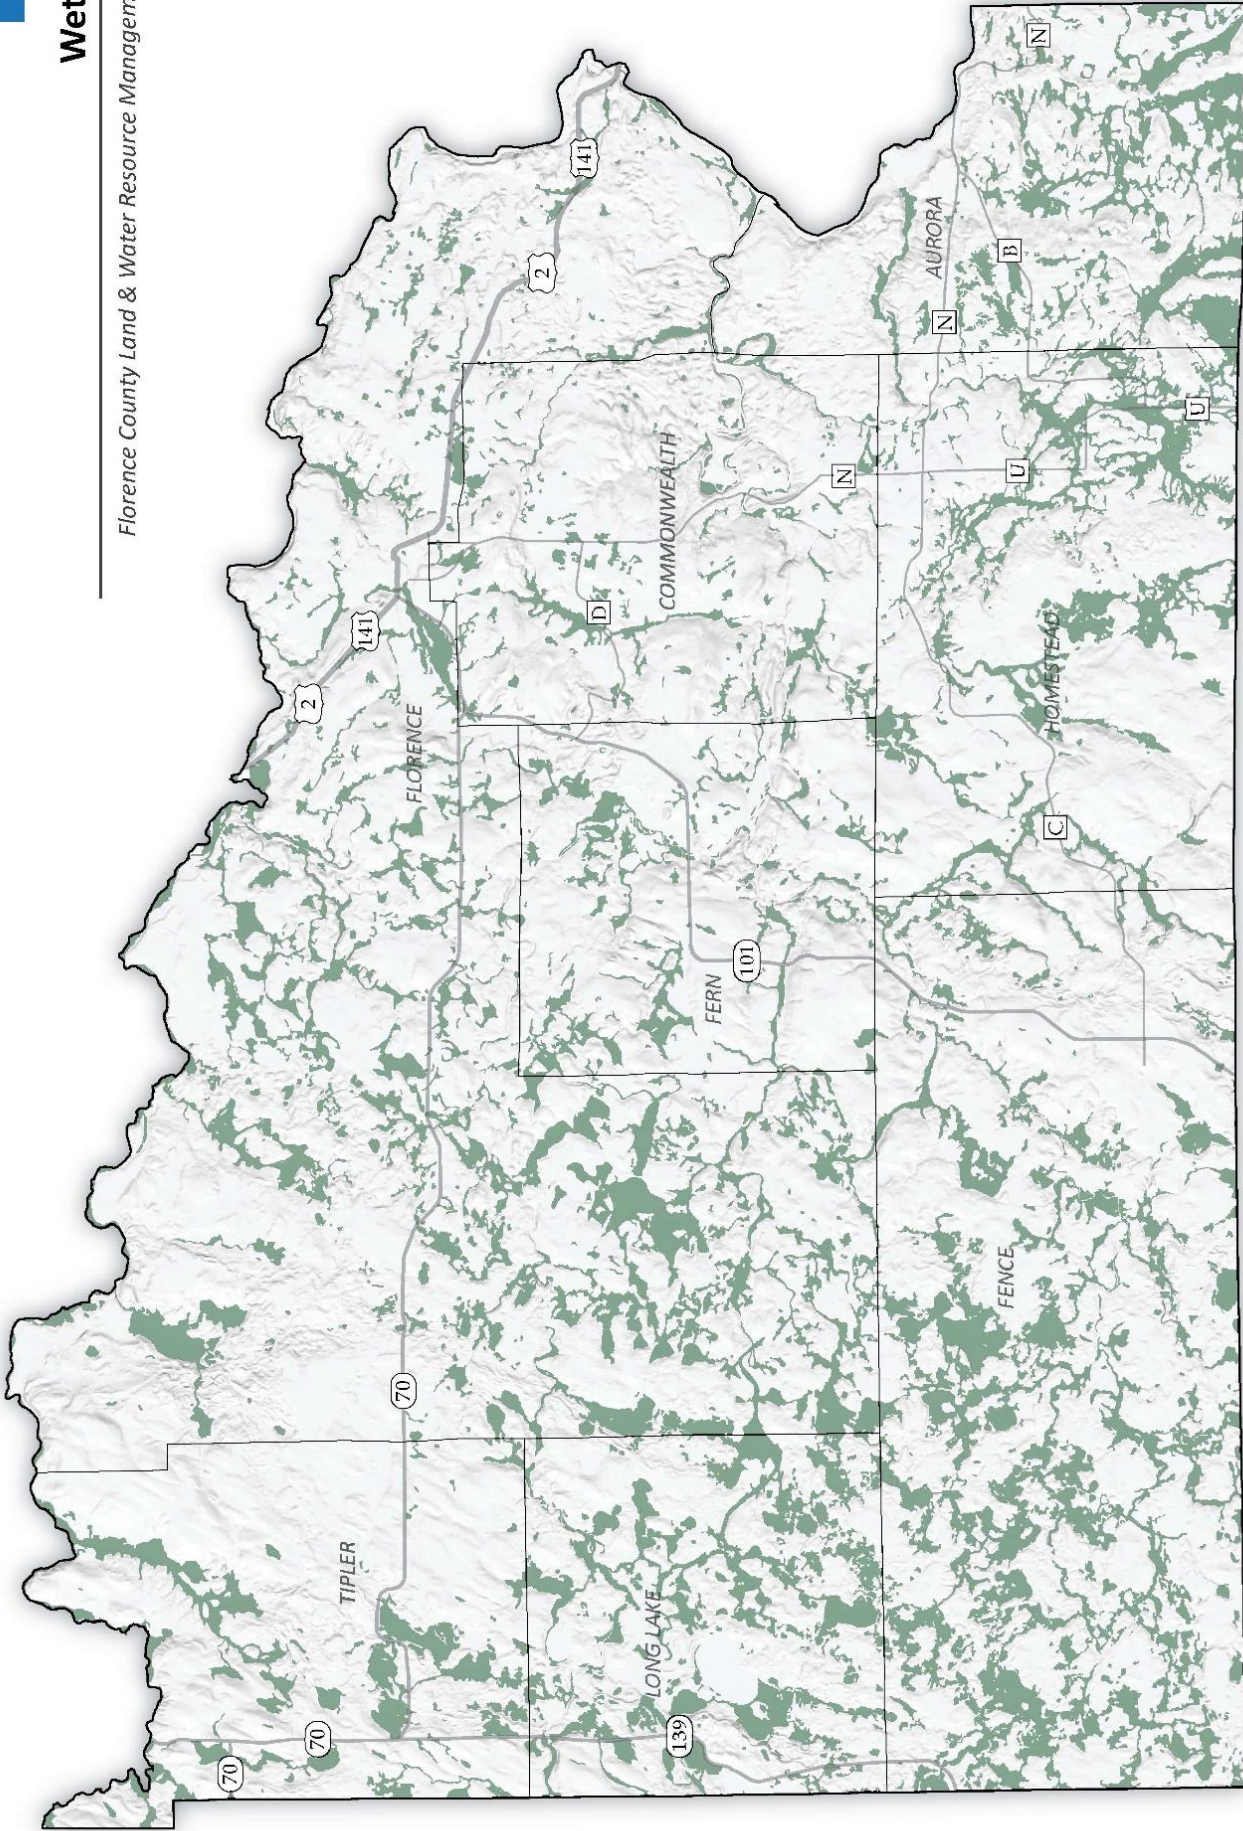 Wet
Florence County Land & Water Resource Managem
N
141
2
AURORA
B
N
U
N
U
COMMONWEALTH
D
141
2
FLORENCE
HOMESTEAD
C
101
FERN
FENCE
70
TIPLER
LONG LAKE
70
139
70